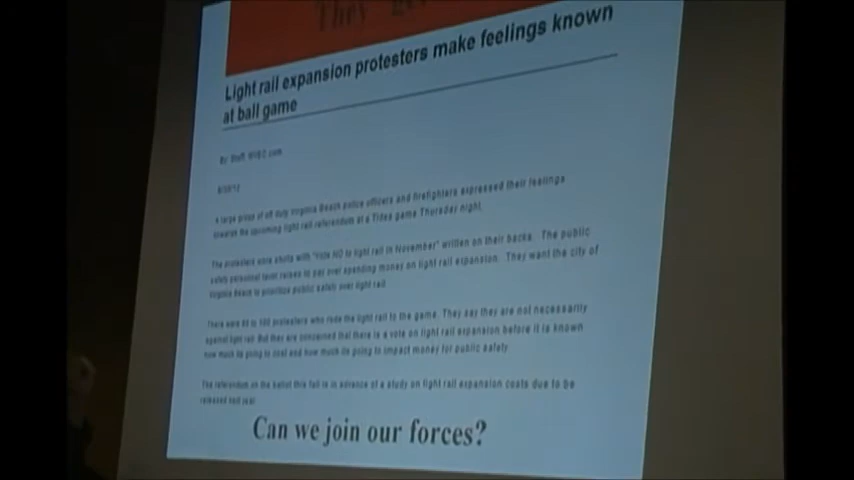 They
Light rail expansion protesters make feelings known
at ball game
By Staff,
A large group of off duty Virginia Beach police officers and firefighters expressed their feelings
towards the upcoming light rail referendum at a Tides game Thursday night.
The protesters wore shirts with "Vote NO to light rail in November" written on their backs. The public
safety personnel favor raises in pay over spending money on light rail expansion. They want the city of
Virginia Beach to prioritize public safety over light rail.
There were 80 to 100 protesters who rode the light rail to the game. They say they are not necessarily
against light rail. But they are concerned that there is a vote on light rail expansion before it is known
how much its going to cost and how much its going to impact money for public safety.
The referendum on the ballot this fall is in advance of a study on light rail expansion costs due to be
released next year.
Can we join our forces?